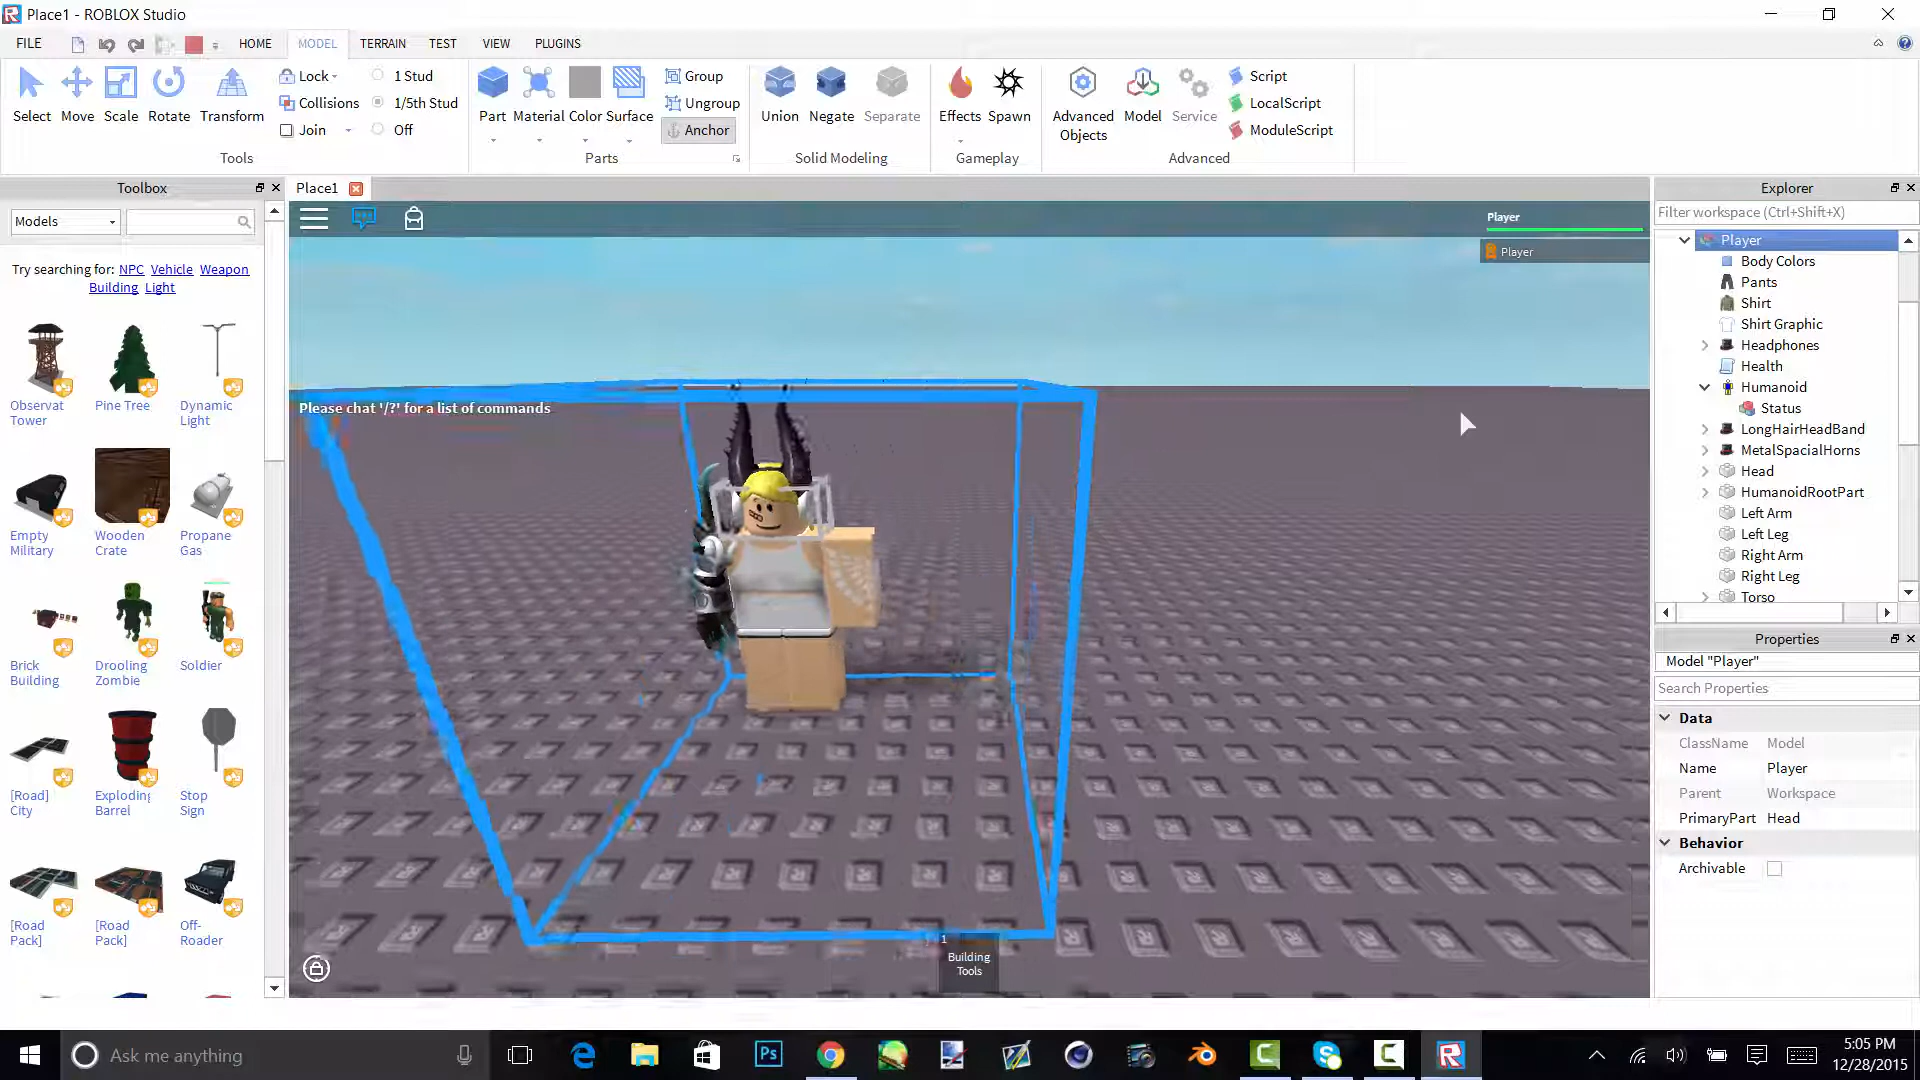 Place1 - ROBLOX Studio
FILE HOME MODEL TERRAIN TEST VIEW PLUGINS
Select Move Scale Rotate Transform
Lock
Collisions
Join
1 Stud
1/5th Stud
Off
Tools
Part Material Color Surface
Group
Ungroup
Anchor
Parts
Union Negate Separate
Solid Modeling
Effects Spawn
Gameplay
Advanced Objects Model Service
Script
LocalScript
ModuleScript
Advanced
Toolbox
Models
Try searching for: NPC Vehicle Weapon
Building Light
Observat Tower
Pine Tree
Dynamic Light
Empty Military
Wooden Crate
Propane Gas
Brick Building
Drooling Zombie
Soldier
[Road] City
Exploding Barrel
Stop Sign
[Road Pack]
[Road Pack]
Off-Roader
Place1
Player
Player
Please chat '/?' for a list of commands
1
Building
Tools
Explorer
Filter workspace (Ctrl+Shift+X)
Player
Body Colors
Pants
Shirt
Shirt Graphic
Headphones
Health
Humanoid
Status
LongHairHeadBand
MetalSpacialHorns
Head
HumanoidRootPart
Left Arm
Left Leg
Right Arm
Right Leg
Torso
Properties
Model "Player"
Search Properties
Data
ClassName Model
Name Player
Parent Workspace
PrimaryPart Head
Behavior
Archivable
Ask me anything
5:05 PM
12/28/2015